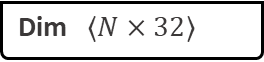 Dim ⟨N × 32⟩